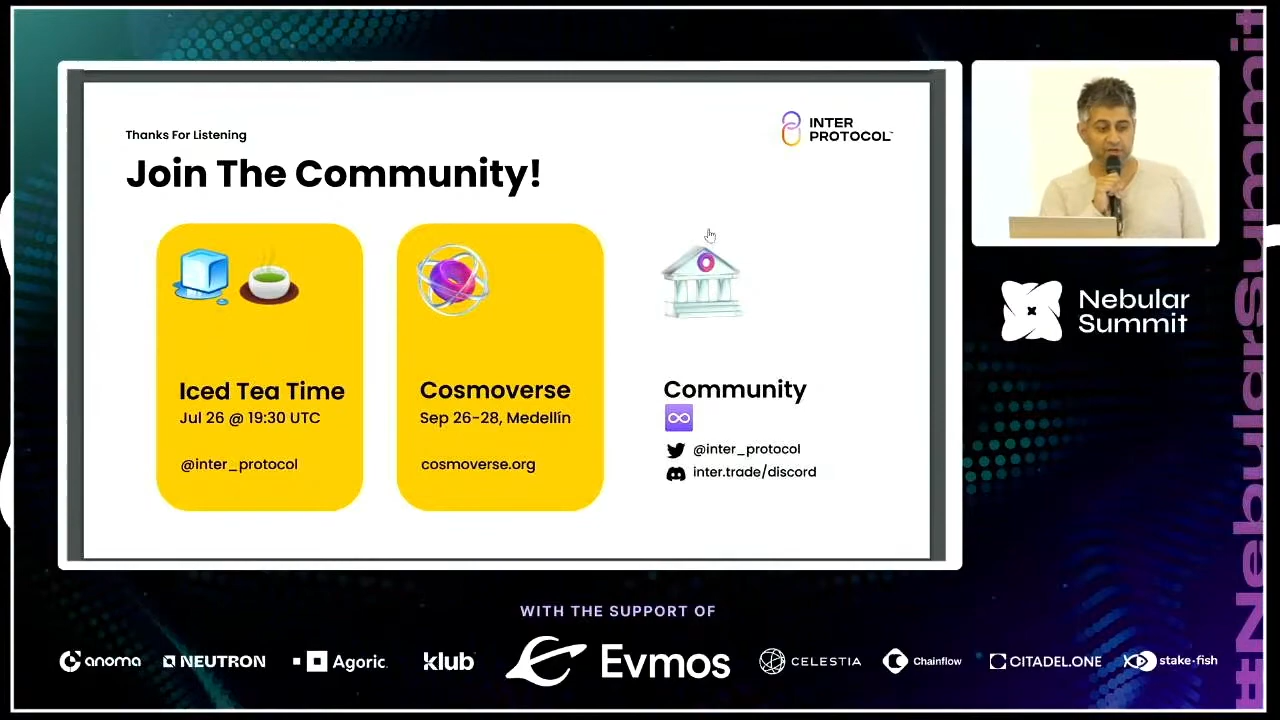 Thanks For Listening
Join The Community!
INTER
PROTOCOL™
Iced Tea Time
Jul 26 @ 19:30 UTC
@inter_protocol
Cosmoverse
Sep 26-28, Medellín
cosmoverse.org
Community
@inter_protocol
inter.trade/discord
Nebular
Summit
#NebularSummit
WITH THE SUPPORT OF
anoma
NEUTRON
Agoric
klub
Evmos
CELESTIA
Chainflow
CITADEL.ONE
stake·fish